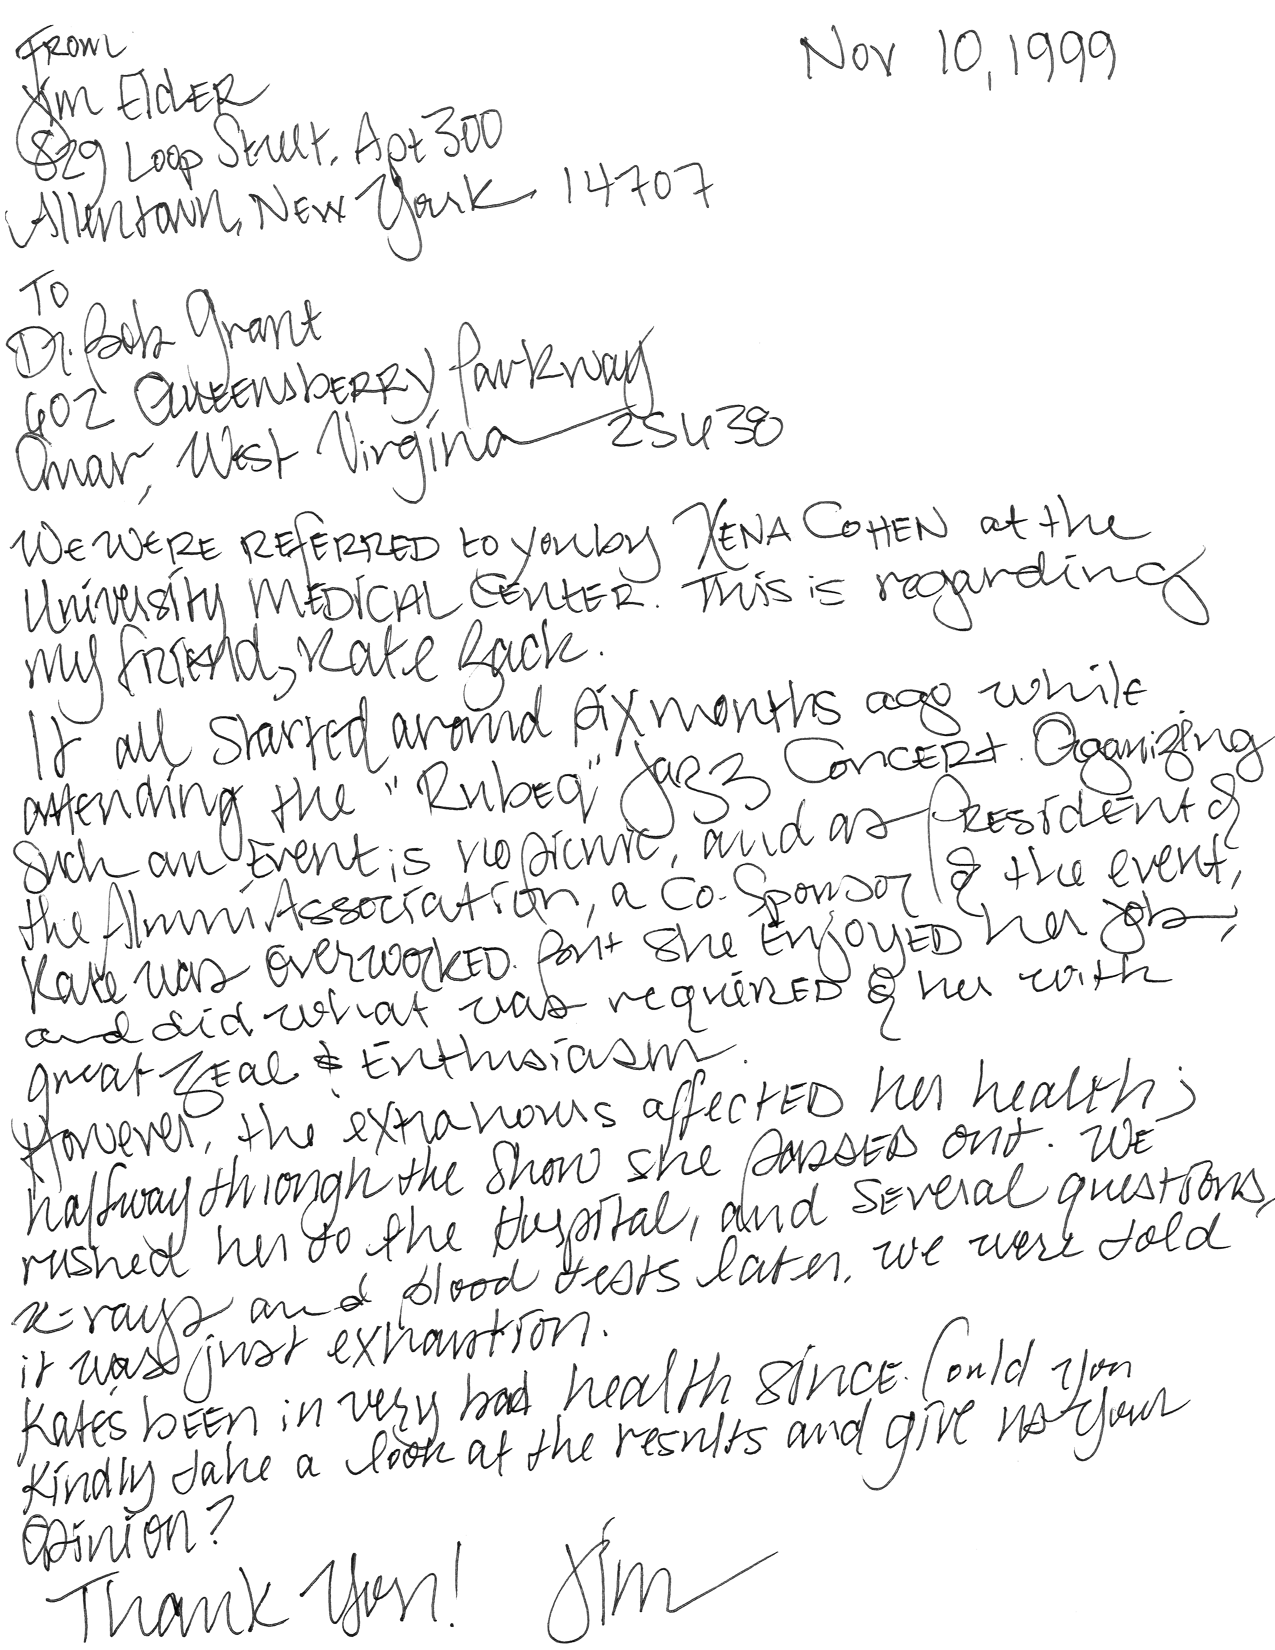 From
Nov 10, 1999
Jim Elder
829 Loop Street, Apt 300
Allentown, New York 14707
To
Dr. Bob Grant
602 Queensberry Parkway
Omar, West Virginia 25638
We were referred to you by Xena Cohen at the
University Medical Center. This is regarding
my friend, Kate Zack.
It all started around six months ago while
attending the "Rubeq" Jazz Concert. Organizing
such an event is no picnic, and as President of
the Alumni Association, a Co-Sponsor of the event,
Kate was overworked. But she enjoyed her job,
and did what was required of her with
great zeal & enthusiasm.
However, the extra hours affected her health;
halfway through the show she passed out. We
rushed her to the hospital, and several questions,
x-rays and blood tests later, we were told
it was just exhaustion.
Kate's been in very bad health since. Could you
kindly take a look at the results and give us your
opinion?
Thank You! Jim